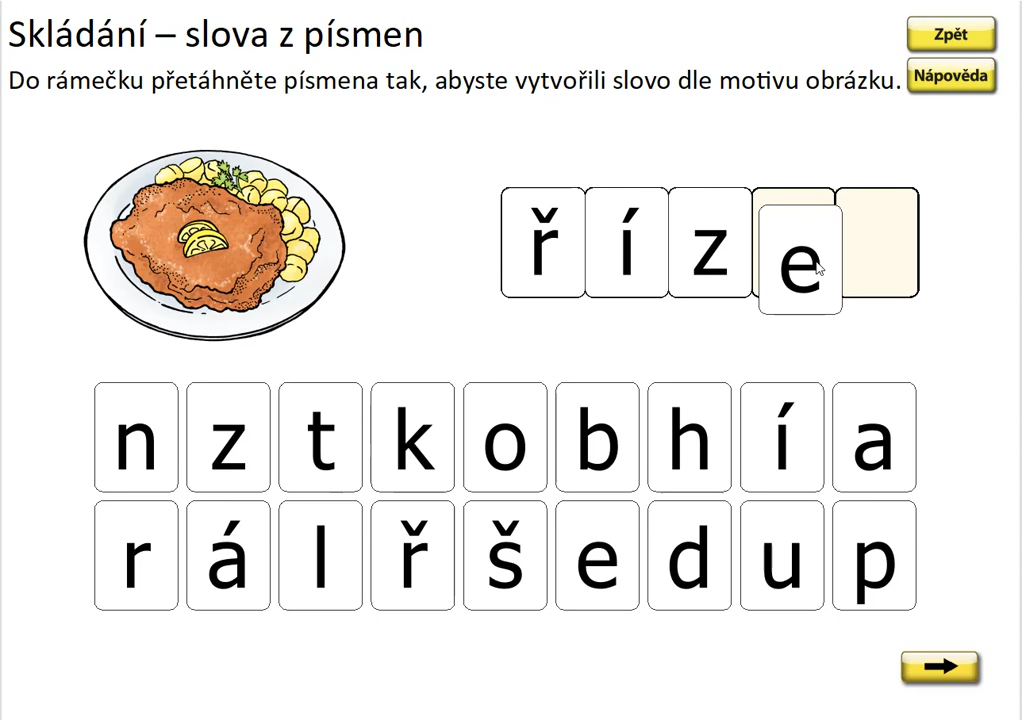 Skládání – slova z písmen
Zpět
Do rámečku přetáhněte písmena tak, abyste vytvořili slovo dle motivu obrázku.
Nápověda
ř í z e
n z t k o b h í a
r á l ř š e d u p